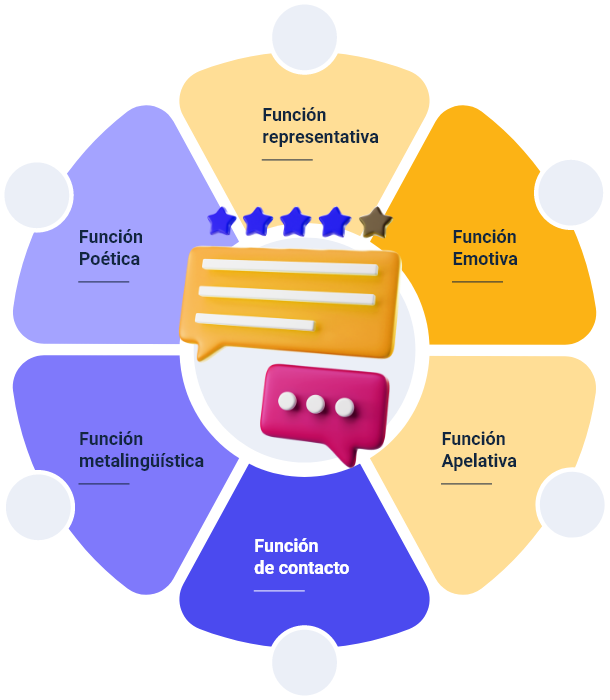 Función
representativa
Función
Emotiva
Función
Apelativa
Función
de contacto
Función
metalingüística
Función
Poética